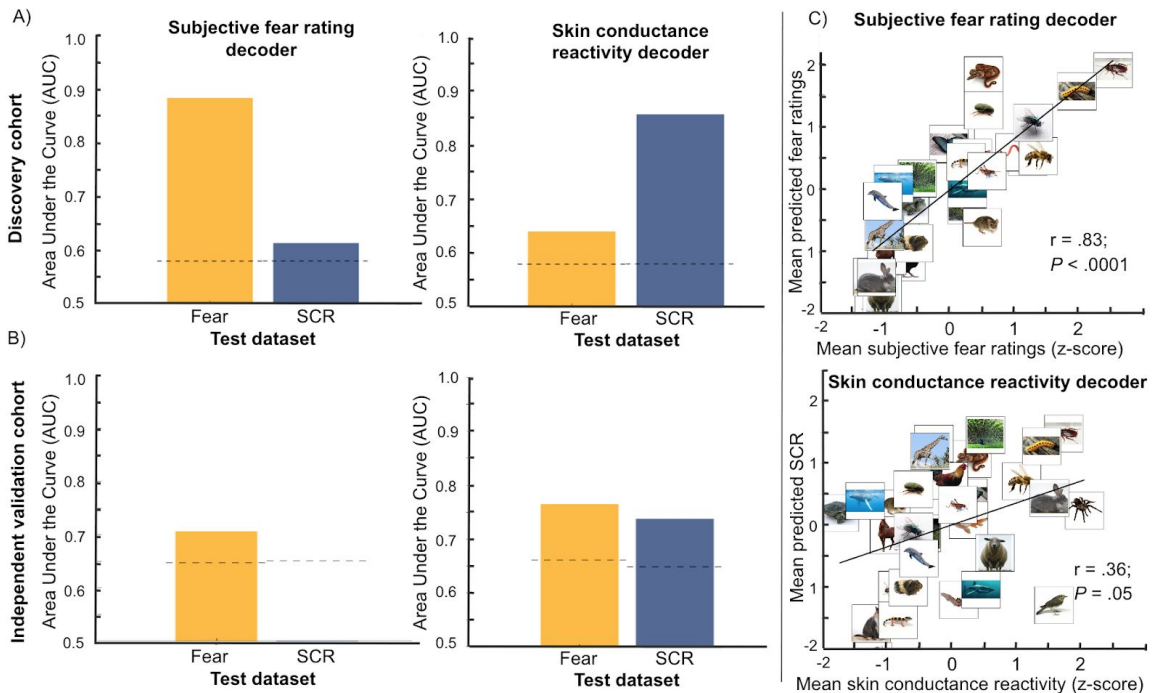 A)
Discovery cohort
Subjective fear rating
decoder
Area Under the Curve (AUC)
1.0
0.9
0.8
0.7
0.6
0.5
Fear
SCR
Test dataset
Skin conductance
reactivity decoder
Area Under the Curve (AUC)
1.0
0.9
0.8
0.7
0.6
0.5
Fear
SCR
Test dataset
B)
Independent validation cohort
Area Under the Curve (AUC)
1.0
0.9
0.8
0.7
0.6
0.5
Fear
SCR
Test dataset
Area Under the Curve (AUC)
1.0
0.9
0.8
0.7
0.6
0.5
Fear
SCR
Test dataset
C)
Subjective fear rating decoder
Mean predicted fear ratings
2
1
0
1
-2
r = .83;
P < .0001
-2
-1
0
1
2
Mean subjective fear ratings (z-score)
Skin conductance reactivity decoder
Mean predicted SCR
2
1
0
1
-2
r = .36;
P = .05
-2
-1
0
1
2
Mean skin conductance reactivity (z-score)